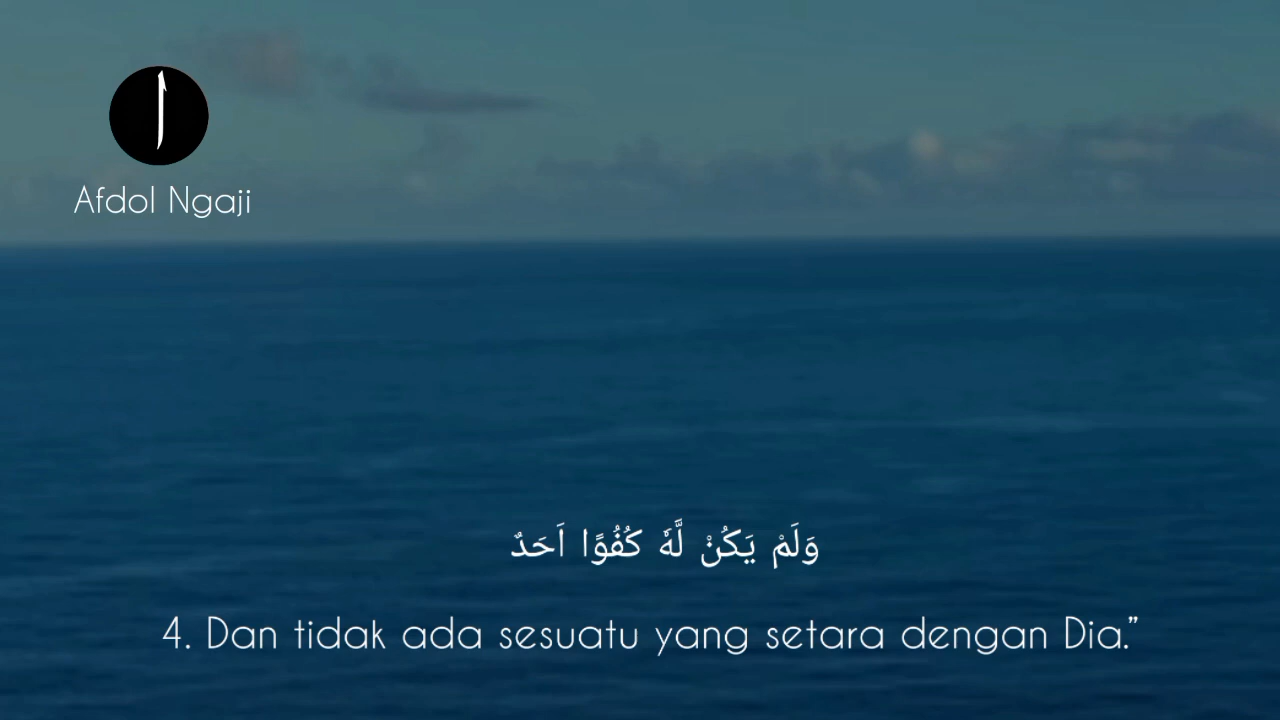 ا
Afdol Ngaji
وَلَمْ يَكُنْ لَّهٗ كُفُوًا اَحَدٌ
4. Dan tidak ada sesuatu yang setara dengan Dia.”